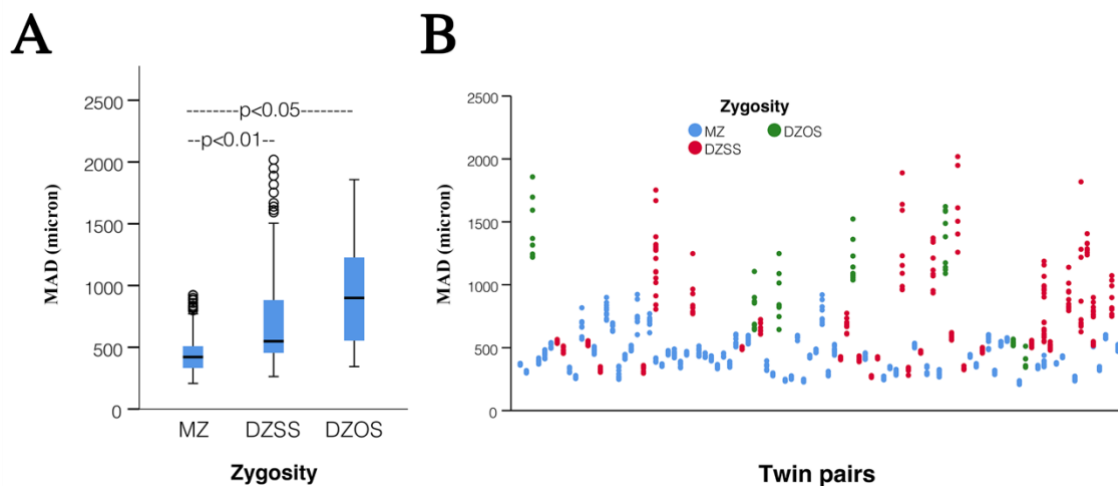 A
MAD (micron)
2500
2000
1500
1000
500
0
--------p<0.05--------
--p<0.01----
MZ DZSS DZOS
Zygosity
B
MAD (micron)
2500
2000
1500
1000
500
0
Zygosity
MZ DZOS
DZSS
Twin pairs